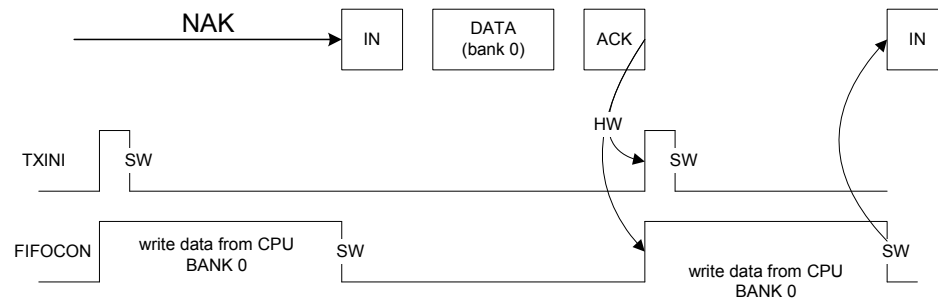 NAK
IN
DATA
(bank 0)
ACK
IN
HW
TXINI
SW
SW
FIFOCON
write data from CPU
BANK 0
SW
write data from CPU
BANK 0
SW